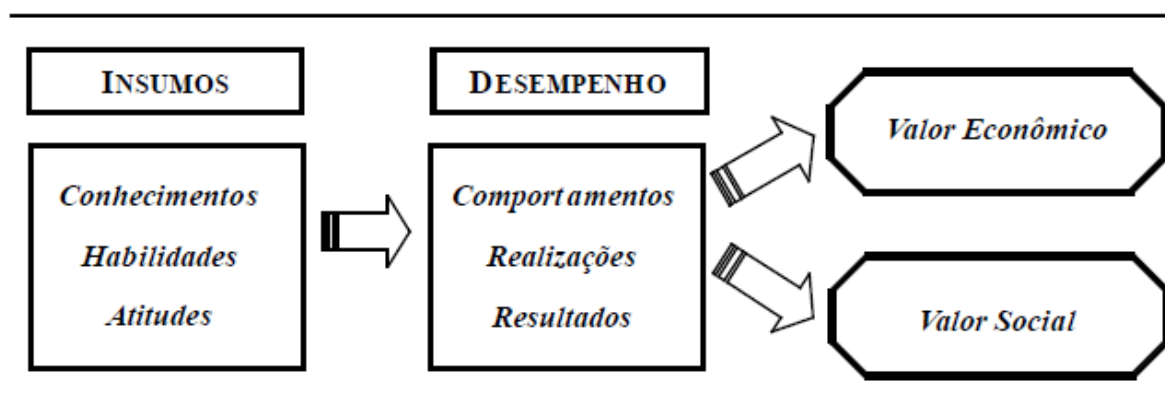 INSUMOS
Conhecimentos
Habilidades
Atitudes
DESEMPENHO
Comportamentos
Realizações
Resultados
Valor Econômico
Valor Social